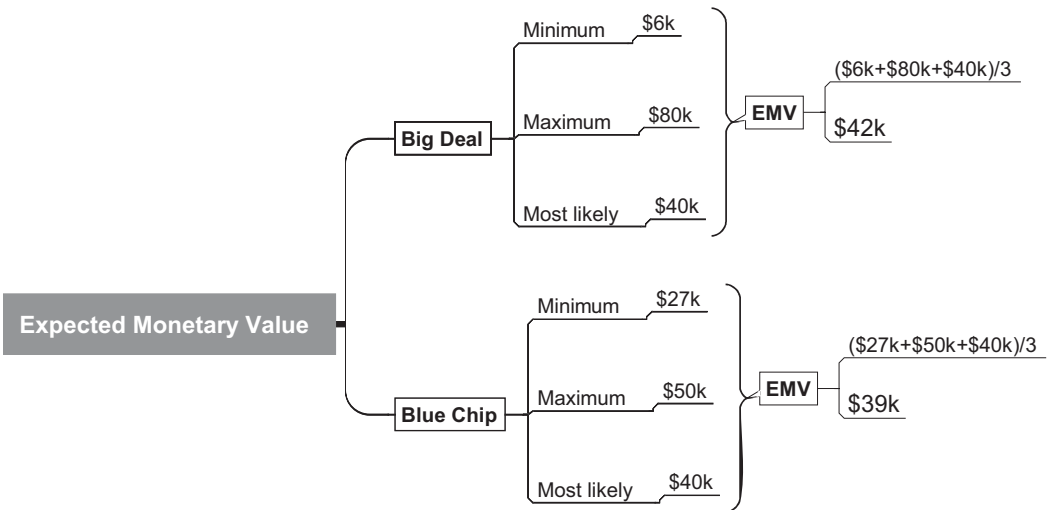 Expected Monetary Value
Big Deal
Minimum $6k
Maximum $80k
Most likely $40k
EMV
($6k+$80k+$40k)/3
$42k
Blue Chip
Minimum $27k
Maximum $50k
Most likely $40k
EMV
($27k+$50k+$40k)/3
$39k